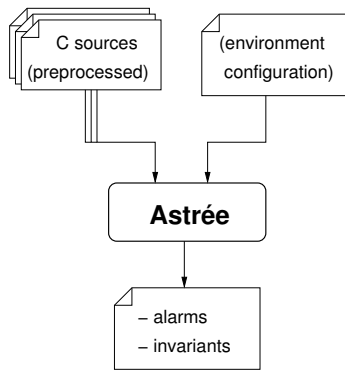 C sources
(preprocessed)
(environment
configuration)
Astrée
– alarms
– invariants